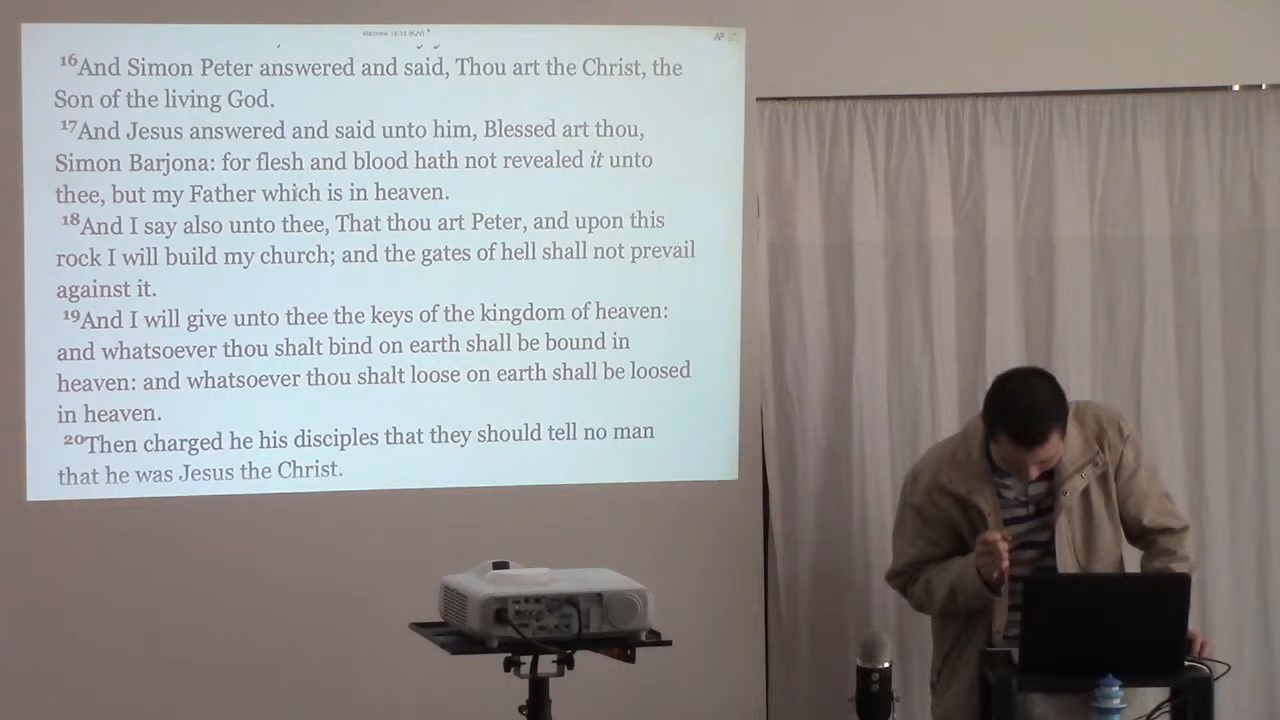 Matthew 16:15 (KJV)
16And Simon Peter answered and said, Thou art the Christ, the
Son of the living God.
17And Jesus answered and said unto him, Blessed art thou,
Simon Barjona: for flesh and blood hath not revealed it unto
thee, but my Father which is in heaven.
18And I say also unto thee, That thou art Peter, and upon this
rock I will build my church; and the gates of hell shall not prevail
against it.
19And I will give unto thee the keys of the kingdom of heaven:
and whatsoever thou shalt bind on earth shall be bound in
heaven: and whatsoever thou shalt loose on earth shall be loosed
in heaven.
20Then charged he his disciples that they should tell no man
that he was Jesus the Christ.